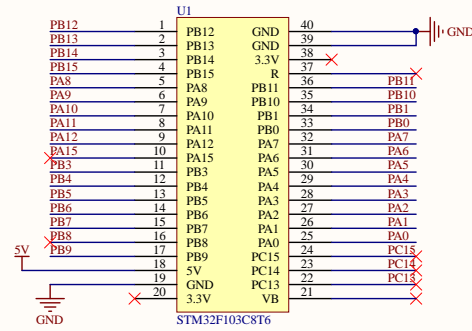 U1
PB12 1 PB12 GND 40 GND
PB13 2 PB13 GND 39
PB14 3 PB14 3.3V 38
PB15 4 PB15 R 37
PA8 5 PA8 PB11 36 PB11
PA9 6 PA9 PB10 35 PB10
PA10 7 PA10 PB1 34 PB1
PA11 8 PA11 PB0 33 PB0
PA12 9 PA12 PA7 32 PA7
PA15 10 PA15 PA6 31 PA6
PB3 11 PB3 PA5 30 PA5
PB4 12 PB4 PA4 29 PA4
PB5 13 PB5 PA3 28 PA3
PB6 14 PB6 PA2 27 PA2
PB7 15 PB7 PA1 26 PA1
PB8 16 PB8 PA0 25 PA0
PB9 17 PB9 PC15 24 PC15
5V 18 5V PC14 23 PC14
19 GND PC13 22 PC13
20 3.3V VB 21
GND
STM32F103C8T6